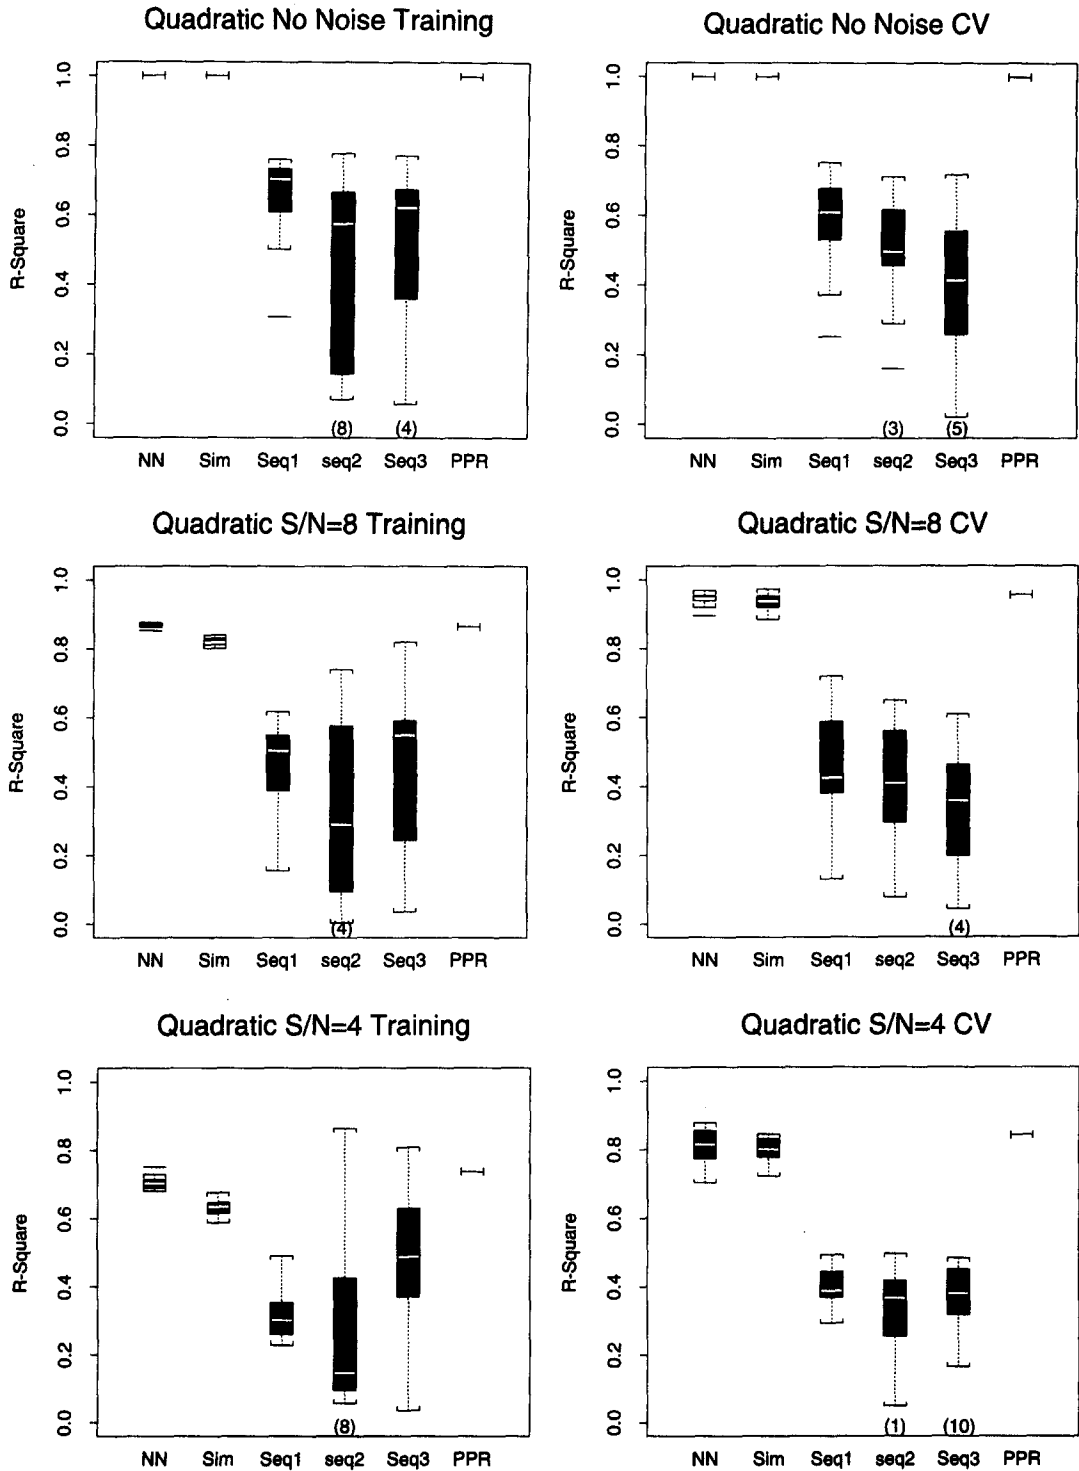 Quadratic No Noise Training
R-Square
1.0
0.8
0.6
0.4
0.2
0.0
(8) (4)
NN Sim Seq1 seq2 Seq3 PPR
Quadratic No Noise CV
R-Square
1.0
0.8
0.6
0.4
0.2
0.0
(3) (5)
NN Sim Seq1 seq2 Seq3 PPR
Quadratic S/N=8 Training
R-Square
1.0
0.8
0.6
0.4
0.2
0.0
(4)
NN Sim Seq1 seq2 Seq3 PPR
Quadratic S/N=8 CV
R-Square
1.0
0.8
0.6
0.4
0.2
0.0
(4)
NN Sim Seq1 seq2 Seq3 PPR
Quadratic S/N=4 Training
R-Square
1.0
0.8
0.6
0.4
0.2
0.0
(8)
NN Sim Seq1 seq2 Seq3 PPR
Quadratic S/N=4 CV
R-Square
1.0
0.8
0.6
0.4
0.2
0.0
(1) (10)
NN Sim Seq1 seq2 Seq3 PPR